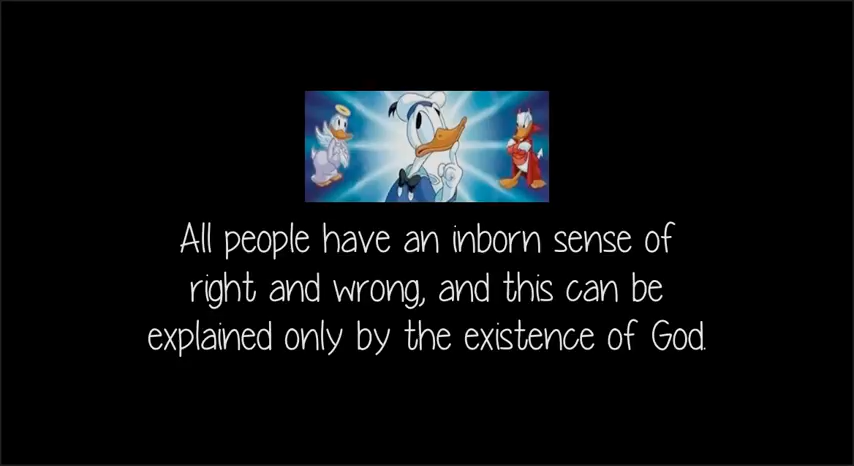 All people have an inborn sense of
right and wrong, and this can be
explained only by the existence of God.